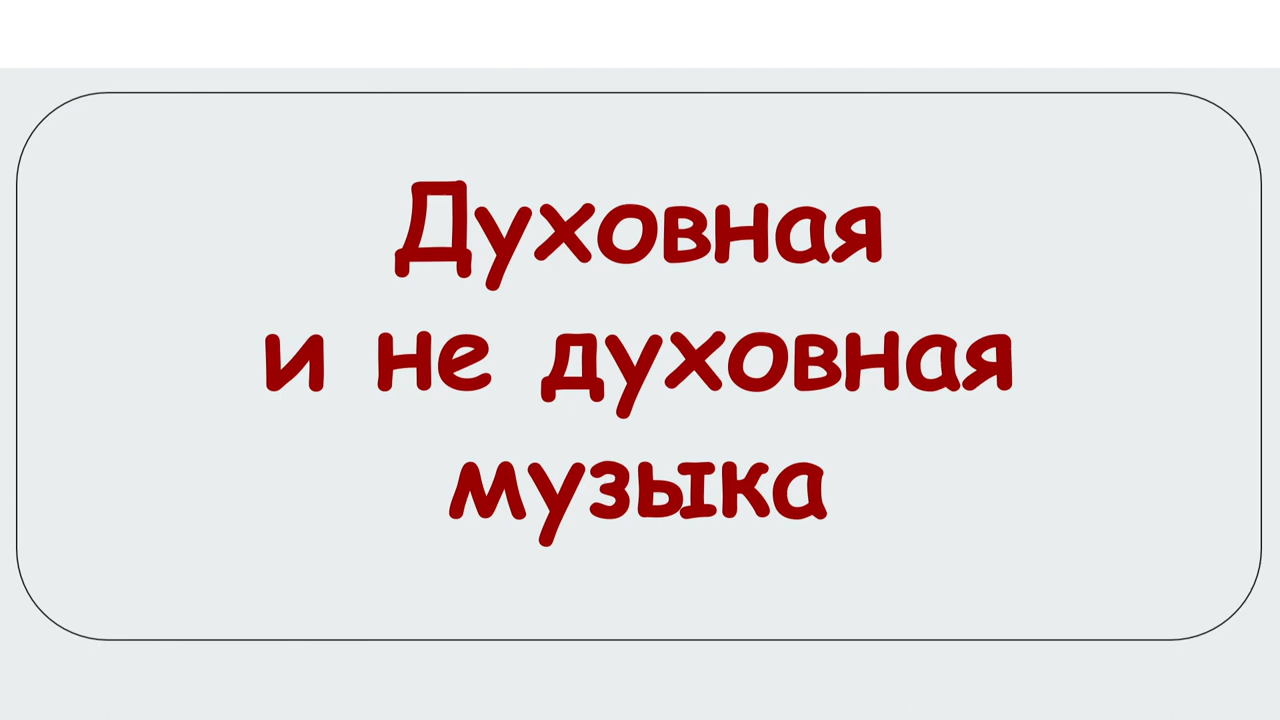 Духовная
и не духовная
музыка